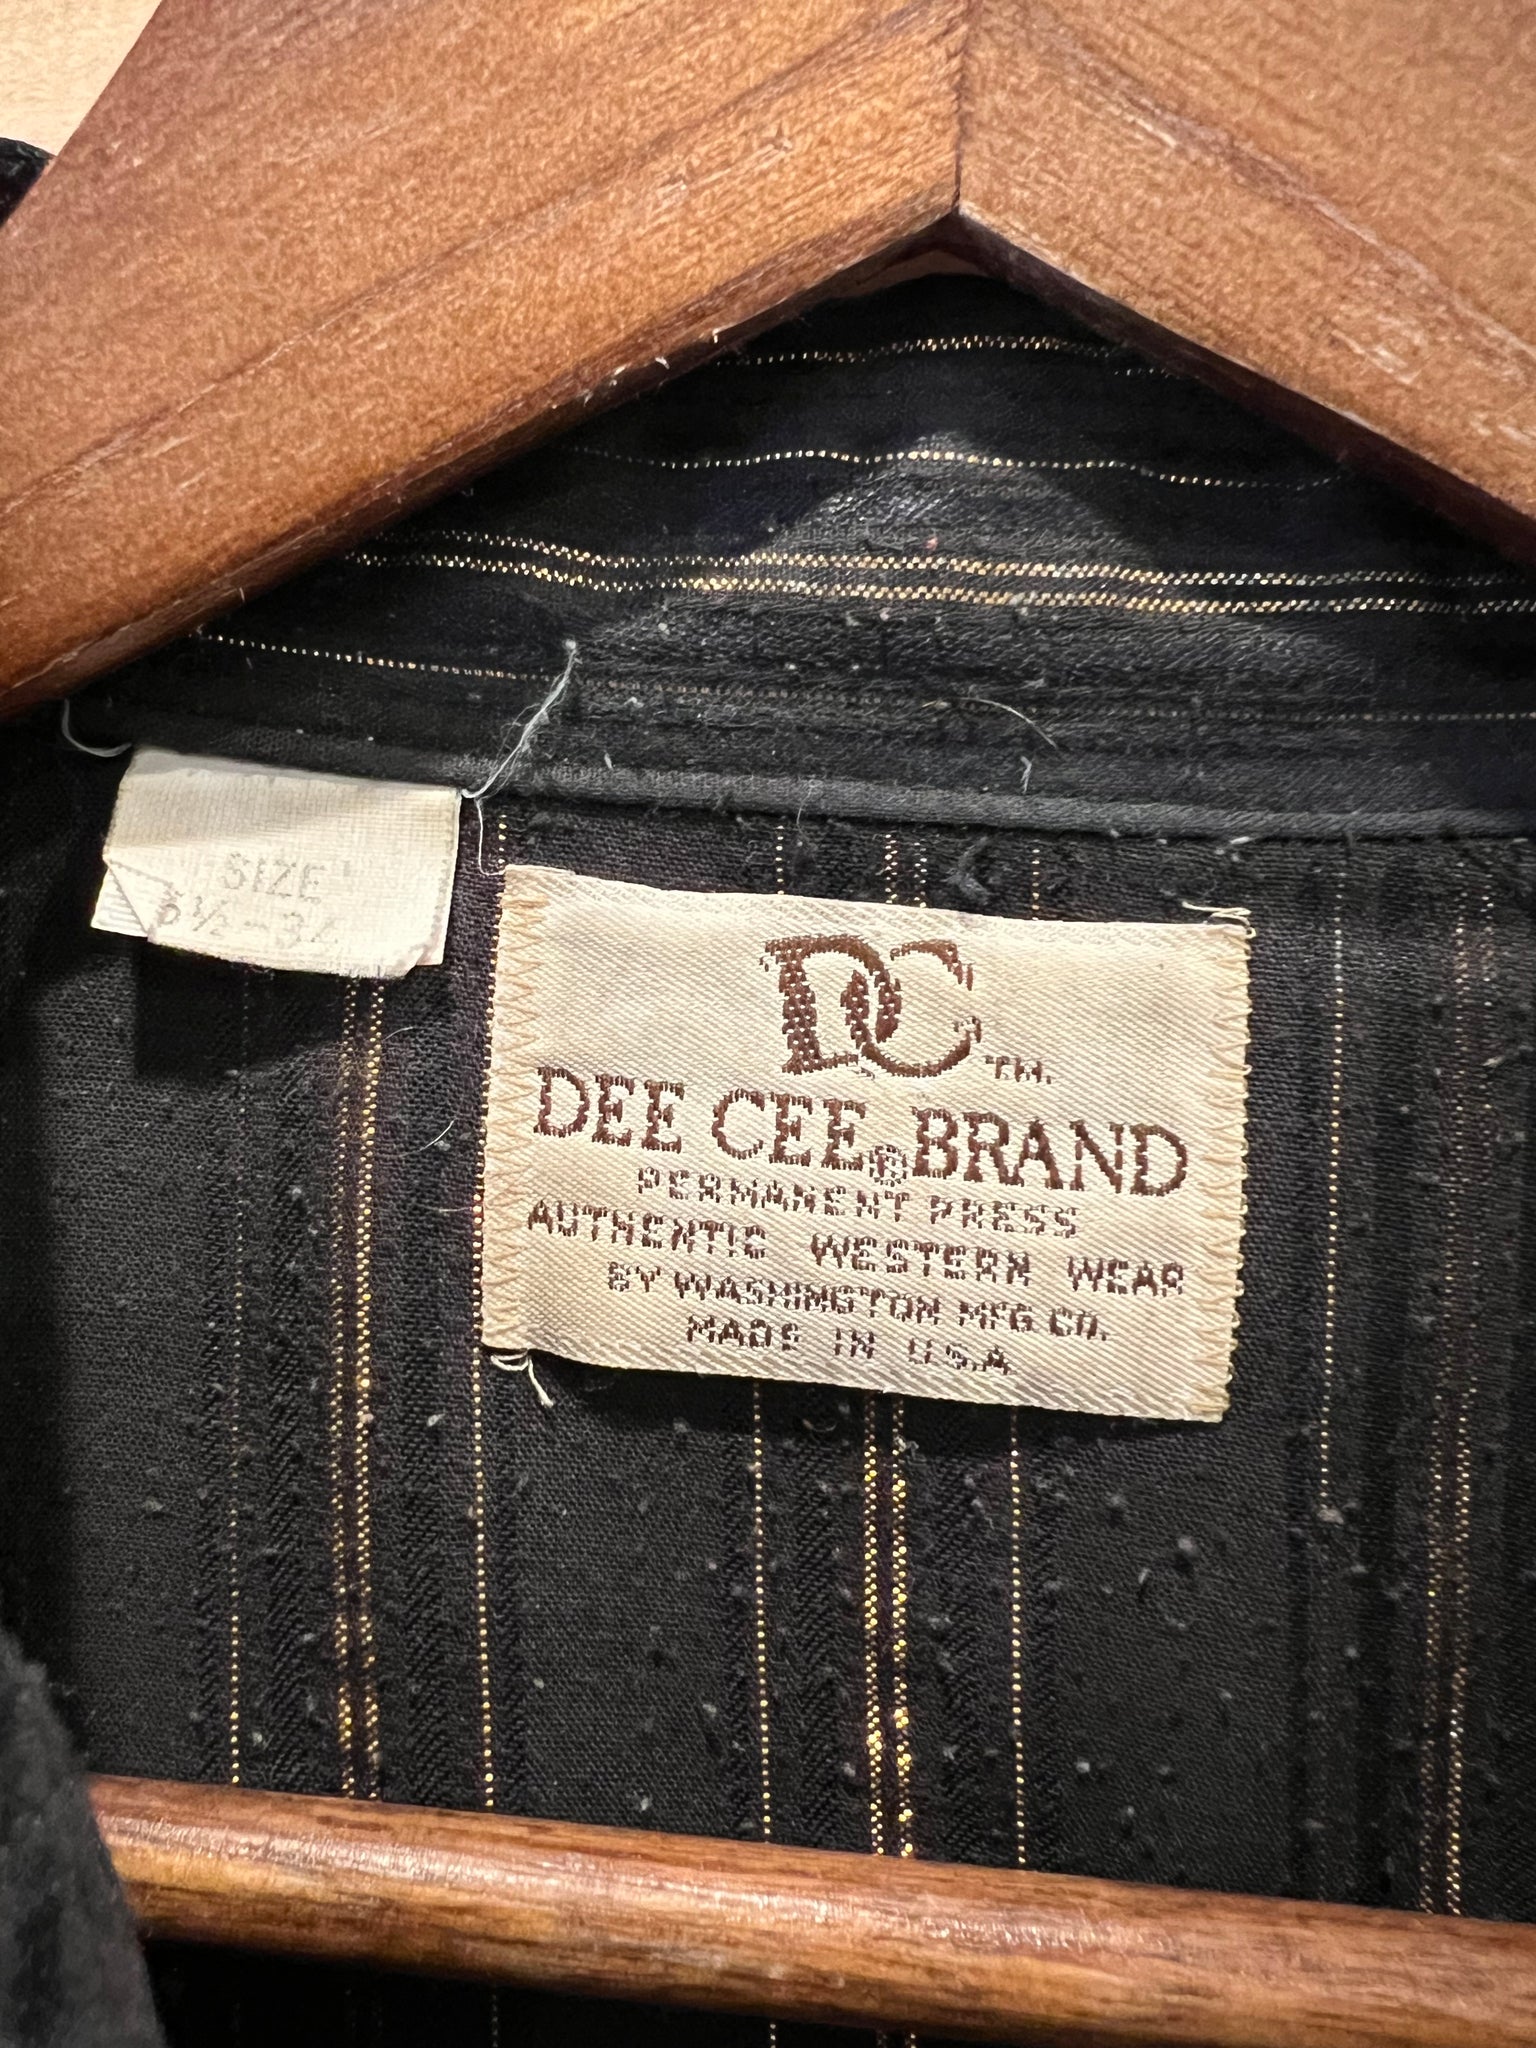 SIZE
DC TM.
DEE CEE ® BRAND
PERMANENT PRESS
AUTHENTIC WESTERN WEAR
BY WASHINGTON MFG CO.
MADE IN U.S.A.